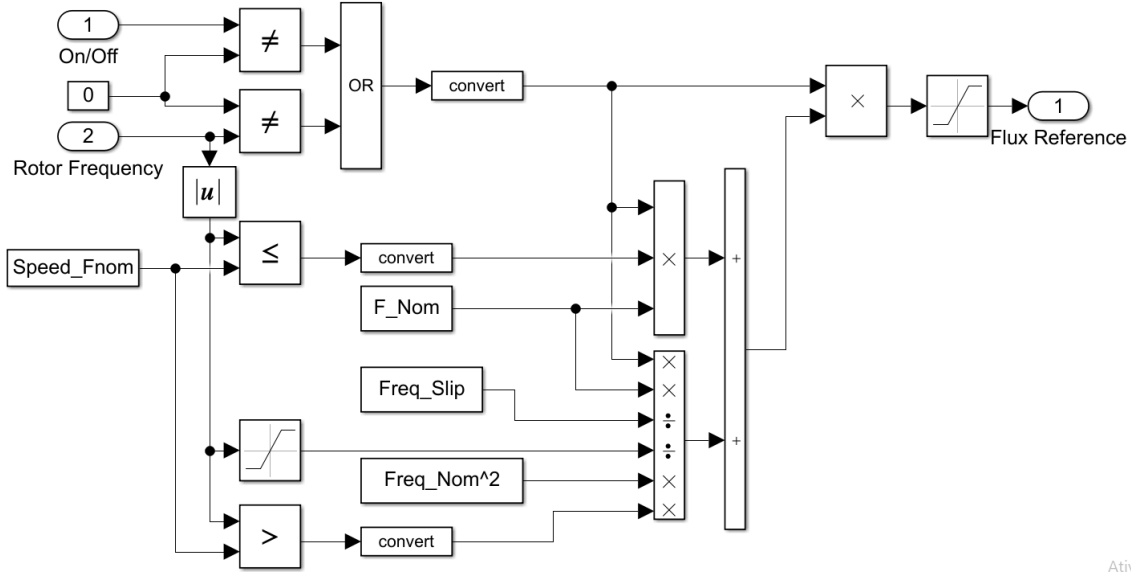 1
On/Off
≠
OR
0
≠
2
Rotor Frequency
|u|
convert
×
1
Flux Reference
Speed_Fnom
≤
convert
×
+
F_Nom
×
Freq_Slip
×
÷
÷
+
Freq_Nom^2
×
>
convert
×
Ativ